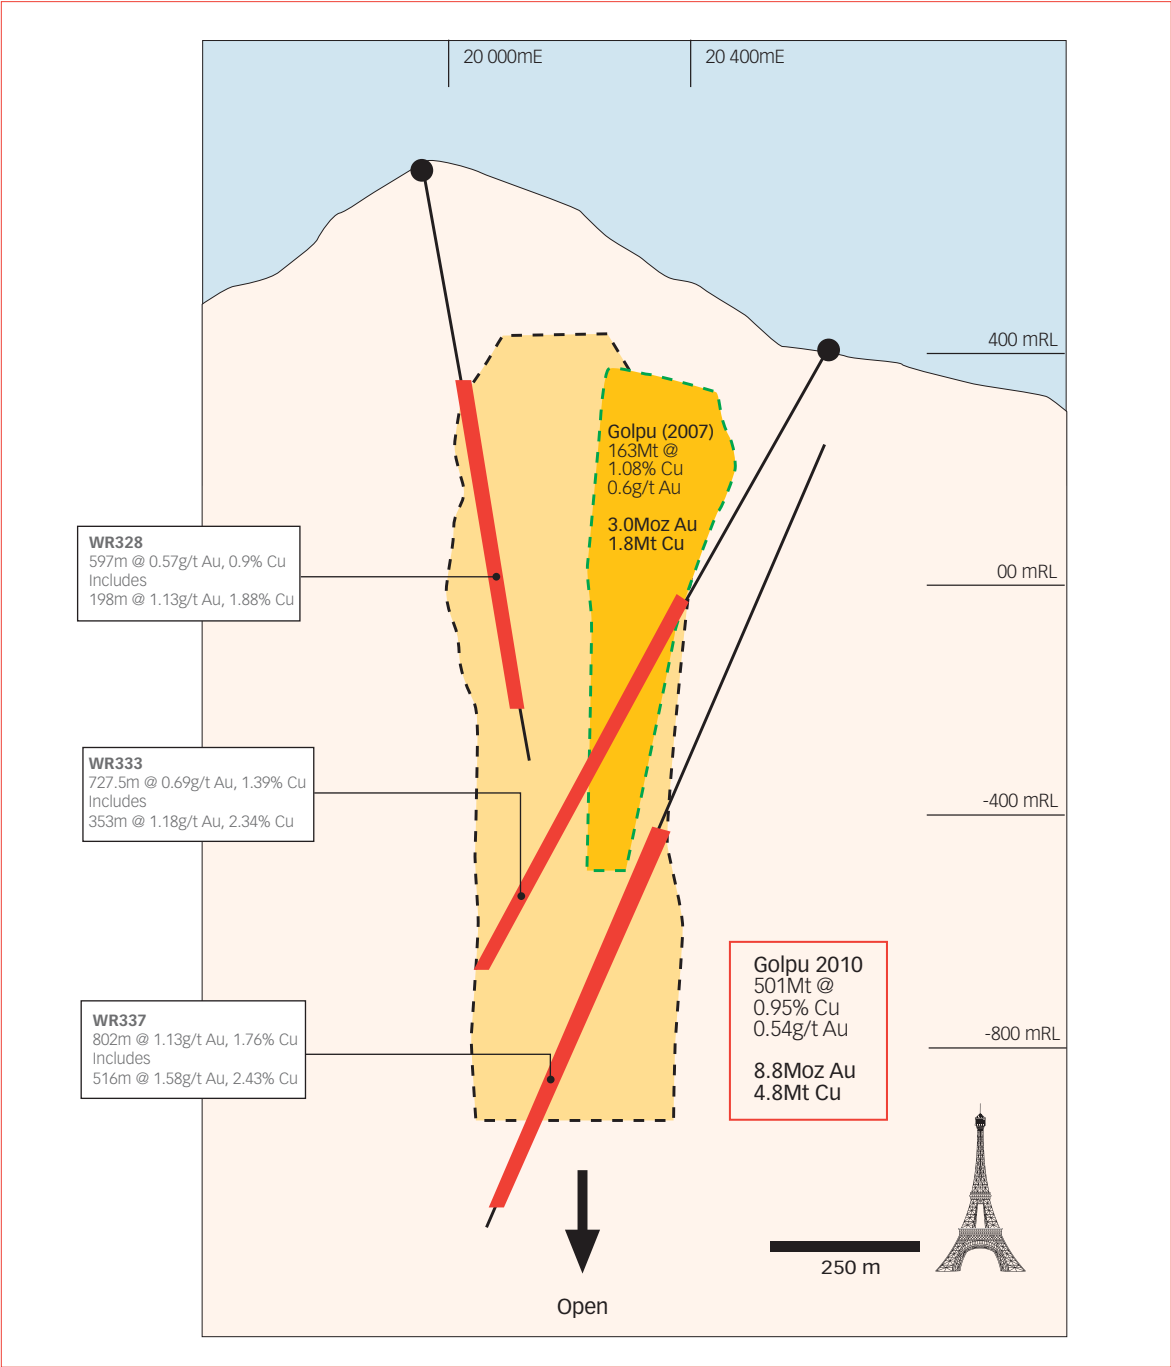 20 000mE
20 400mE
400 mRL
Golpu (2007)
163Mt @
1.08% Cu
0.6g/t Au
3.0Moz Au
1.8Mt Cu
WR328
597m @ 0.57g/t Au, 0.9% Cu
Includes
198m @ 1.13g/t Au, 1.88% Cu
00 mRL
WR333
727.5m @ 0.69g/t Au, 1.39% Cu
Includes
353m @ 1.18g/t Au, 2.34% Cu
-400 mRL
Golpu 2010
501Mt @
0.95% Cu
0.54g/t Au
8.8Moz Au
4.8Mt Cu
WR337
802m @ 1.13g/t Au, 1.76% Cu
Includes
516m @ 1.58g/t Au, 2.43% Cu
-800 mRL
250 m
Open